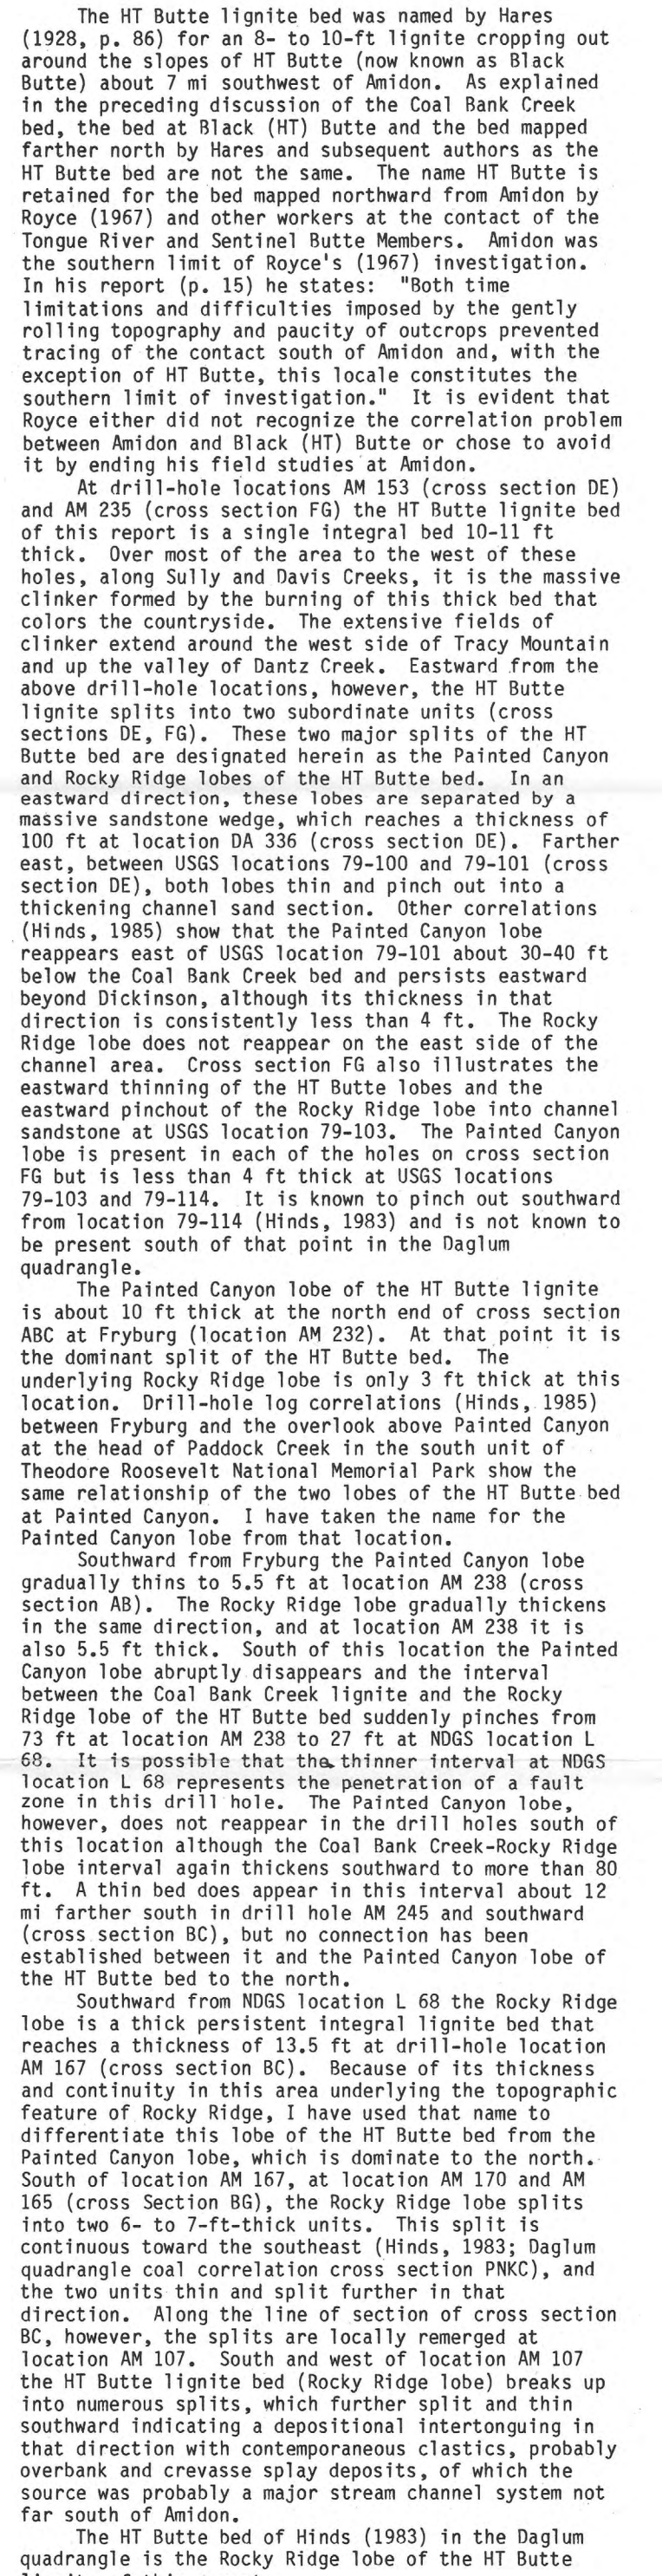 The HT Butte lignite bed was named by Hares
(1928, p. 86) for an 8- to 10-ft lignite cropping out
around the slopes of HT Butte (now known as Black
Butte) about 7 mi southwest of Amidon. As explained
in the preceding discussion of the Coal Bank Creek
bed, the bed at Black (HT) Butte and the bed mapped
farther north by Hares and subsequent authors as the
HT Butte bed are not the same. The name HT Butte is
retained for the bed mapped northward from Amidon by
Royce (1967) and other workers at the contact of the
Tongue River and Sentinel Butte Members. Amidon was
the southern limit of Royce's (1967) investigation.
In his report (p. 15) he states: "Both time
limitations and difficulties imposed by the gently
rolling topography and paucity of outcrops prevented
tracing of the contact south of Amidon and, with the
exception of HT Butte, this locale constitutes the
southern limit of investigation." It is evident that
Royce either did not recognize the correlation problem
between Amidon and Black (HT) Butte or chose to avoid
it by ending his field studies at Amidon.
At drill-hole locations AM 153 (cross section DE)
and AM 235 (cross section FG) the HT Butte lignite bed
of this report is a single integral bed 10-11 ft
thick. Over most of the area to the west of these
holes, along Sully and Davis Creeks, it is the massive
clinker formed by the burning of this thick bed that
colors the countryside. The extensive fields of
clinker extend around the west side of Tracy Mountain
and up the valley of Dantz Creek. Eastward from the
above drill-hole locations, however, the HT Butte
lignite splits into two subordinate units (cross
sections DE, FG). These two major splits of the HT
Butte bed are designated herein as the Painted Canyon
and Rocky Ridge lobes of the HT Butte bed. In an
eastward direction, these lobes are separated by a
massive sandstone wedge, which reaches a thickness of
100 ft at location DA 336 (cross section DE). Farther
east, between USGS locations 79-100 and 79-101 (cross
section DE), both lobes thin and pinch out into a
thickening channel sand section. Other correlations
(Hinds, 1985) show that the Painted Canyon lobe
reappears east of USGS location 79-101 about 30-40 ft
below the Coal Bank Creek bed and persists eastward
beyond Dickinson, although its thickness in that
direction is consistently less than 4 ft. The Rocky
Ridge lobe does not reappear on the east side of the
channel area. Cross section FG also illustrates the
eastward thinning of the HT Butte lobes and the
eastward pinchout of the Rocky Ridge lobe into channel
sandstone at USGS location 79-103. The Painted Canyon
lobe is present in each of the holes on cross section
FG but is less than 4 ft thick at USGS locations
79-103 and 79-114. It is known to pinch out southward
from location 79-114 (Hinds, 1983) and is not known to
be present south of that point in the Daglum
quadrangle.
The Painted Canyon lobe of the HT Butte lignite
is about 10 ft thick at the north end of cross section
ABC at Fryburg (location AM 232). At that point it is
the dominant split of the HT Butte bed. The
underlying Rocky Ridge lobe is only 3 ft thick at this
location. Drill-hole log correlations (Hinds, 1985)
between Fryburg and the overlook above Painted Canyon
at the head of Paddock Creek in the south unit of
Theodore Roosevelt National Memorial Park show the
same relationship of the two lobes of the HT Butte bed
at Painted Canyon. I have taken the name for the
Painted Canyon lobe from that location.
Southward from Fryburg the Painted Canyon lobe
gradually thins to 5.5 ft at location AM 238 (cross
section AB). The Rocky Ridge lobe gradually thickens
in the same direction, and at location AM 238 it is
also 5.5 ft thick. South of this location the Painted
Canyon lobe abruptly disappears and the interval
between the Coal Bank Creek lignite and the Rocky
Ridge lobe of the HT Butte bed suddenly pinches from
73 ft at location AM 238 to 27 ft at NDGS location L
68. It is possible that the thinner interval at NDGS
location L 68 represents the penetration of a fault
zone in this drill hole. The Painted Canyon lobe,
however, does not reappear in the drill holes south of
this location although the Coal Bank Creek-Rocky Ridge
lobe interval again thickens southward to more than 80
ft. A thin bed does appear in this interval about 12
mi farther south in drill hole AM 245 and southward
(cross section BC), but no connection has been
established between it and the Painted Canyon lobe of
the HT Butte bed to the north.
Southward from NDGS location L 68 the Rocky Ridge
lobe is a thick persistent integral lignite bed that
reaches a thickness of 13.5 ft at drill-hole location
AM 167 (cross section BC). Because of its thickness
and continuity in this area underlying the topographic
feature of Rocky Ridge, I have used that name to
differentiate this lobe of the HT Butte bed from the
Painted Canyon lobe, which is dominate to the north.
South of location AM 167, at location AM 170 and AM
165 (cross Section BG), the Rocky Ridge lobe splits
into two 6- to 7-ft-thick units. This split is
continuous toward the southeast (Hinds, 1983; Daglum
quadrangle coal correlation cross section PNKC), and
the two units thin and split further in that
direction. Along the line of section of cross section
BC, however, the splits are locally remerged at
location AM 107. South and west of location AM 107
the HT Butte lignite bed (Rocky Ridge lobe) breaks up
into numerous splits, which further split and thin
southward indicating a depositional intertonguing in
that direction with contemporaneous clastics, probably
overbank and crevasse splay deposits, of which the
source was probably a major stream channel system not
far south of Amidon.
The HT Butte bed of Hinds (1983) in the Daglum
quadrangle is the Rocky Ridge lobe of the HT Butte